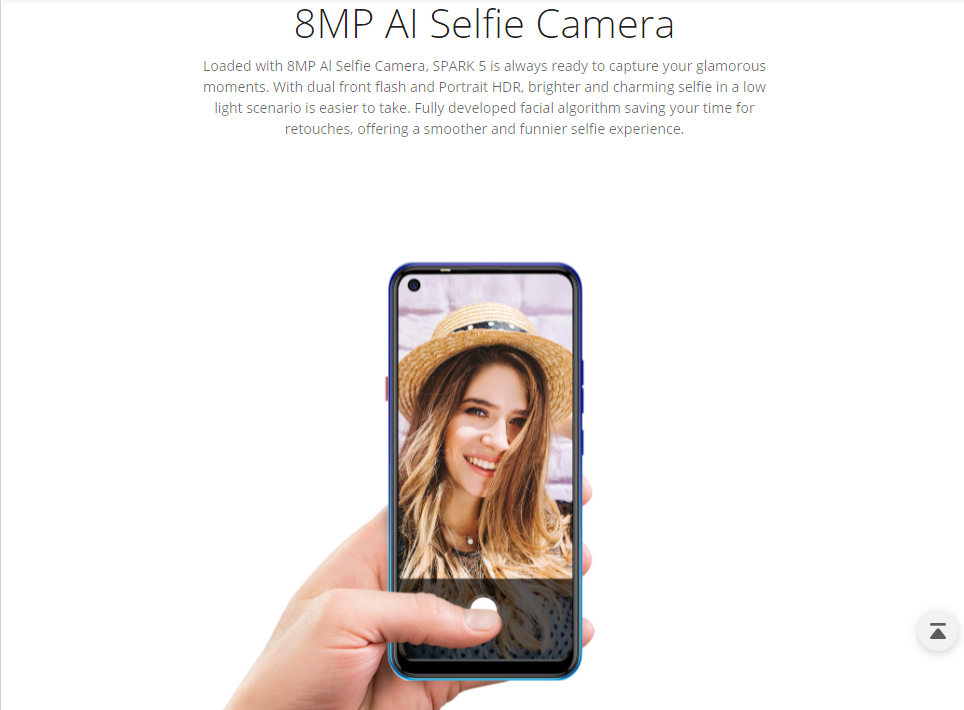 8MP AI Selfie Camera
Loaded with 8MP Al Selfie Camera, SPARK 5 is always ready to capture your glamorous
moments. With dual front flash and Portrait HDR, brighter and charming selfie in a low
light scenario is easier to take. Fully developed facial algorithm saving your time for
retouches, offering a smoother and funnier selfie experience.